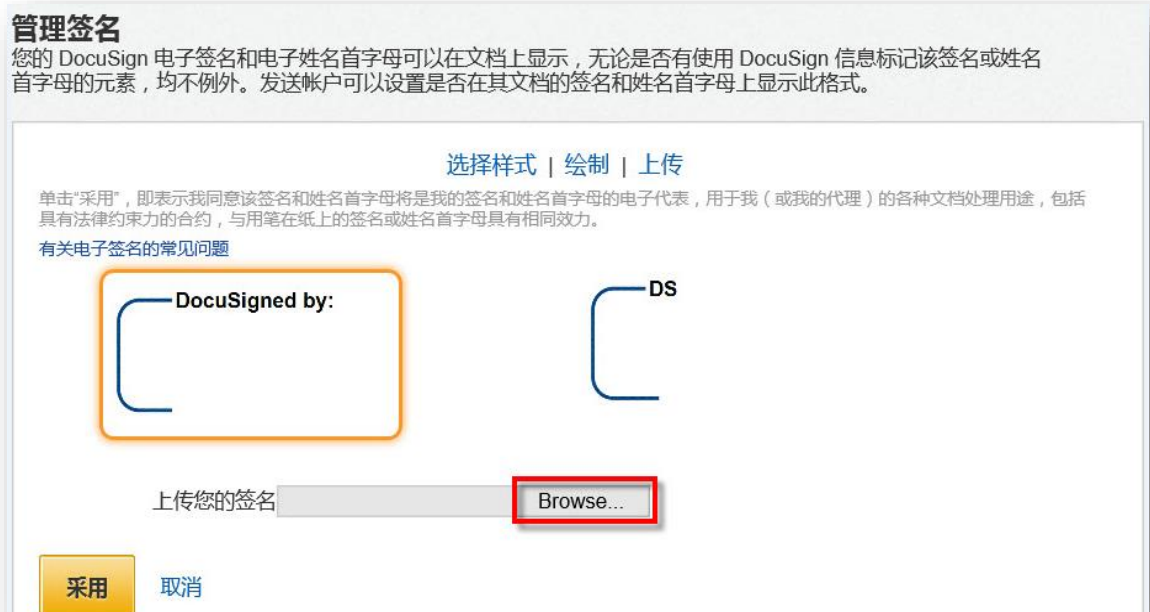 管理签名
您的 DocuSign 电子签名和电子姓名首字母可以在文档上显示，无论是否有使用 DocuSign 信息标记该签名或姓名
首字母的元素，均不例外。发送帐户可以设置是否在其文档的签名和姓名首字母上显示此格式。
选择样式 | 绘制 | 上传
单击“采用”，即表示我同意该签名和姓名首字母将是我的签名和姓名首字母的电子代表，用于我（或我的代理）的各种文档处理用途，包括
具有法律约束力的合约，与用笔在纸上的签名或姓名首字母具有相同效力。
有关电子签名的常见问题
DocuSigned by:
DS
上传您的签名 Browse...
采用 取消